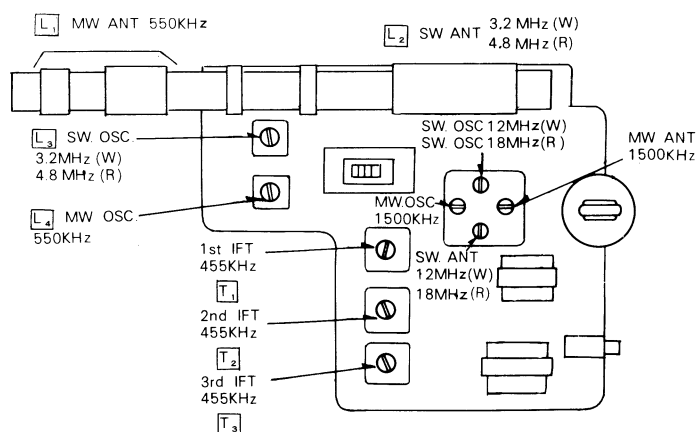 L1 MW ANT 550KHz
L2 SW ANT 3.2 MHz (W)
4.8 MHz (R)
L3 SW. OSC.
3.2MHz (W)
4.8 MHz (R)
L4 MW OSC.
550KHz
SW. OSC 12MHz(W)
SW. OSC 18MHz(R)
MW ANT
1500KHz
MW.OSC
1500KHz
SW. ANT
12MHz(W)
18MHz(R)
1st IFT
455KHz
T1
2nd IFT
455KHz
T2
3rd IFT
455KHz
T3